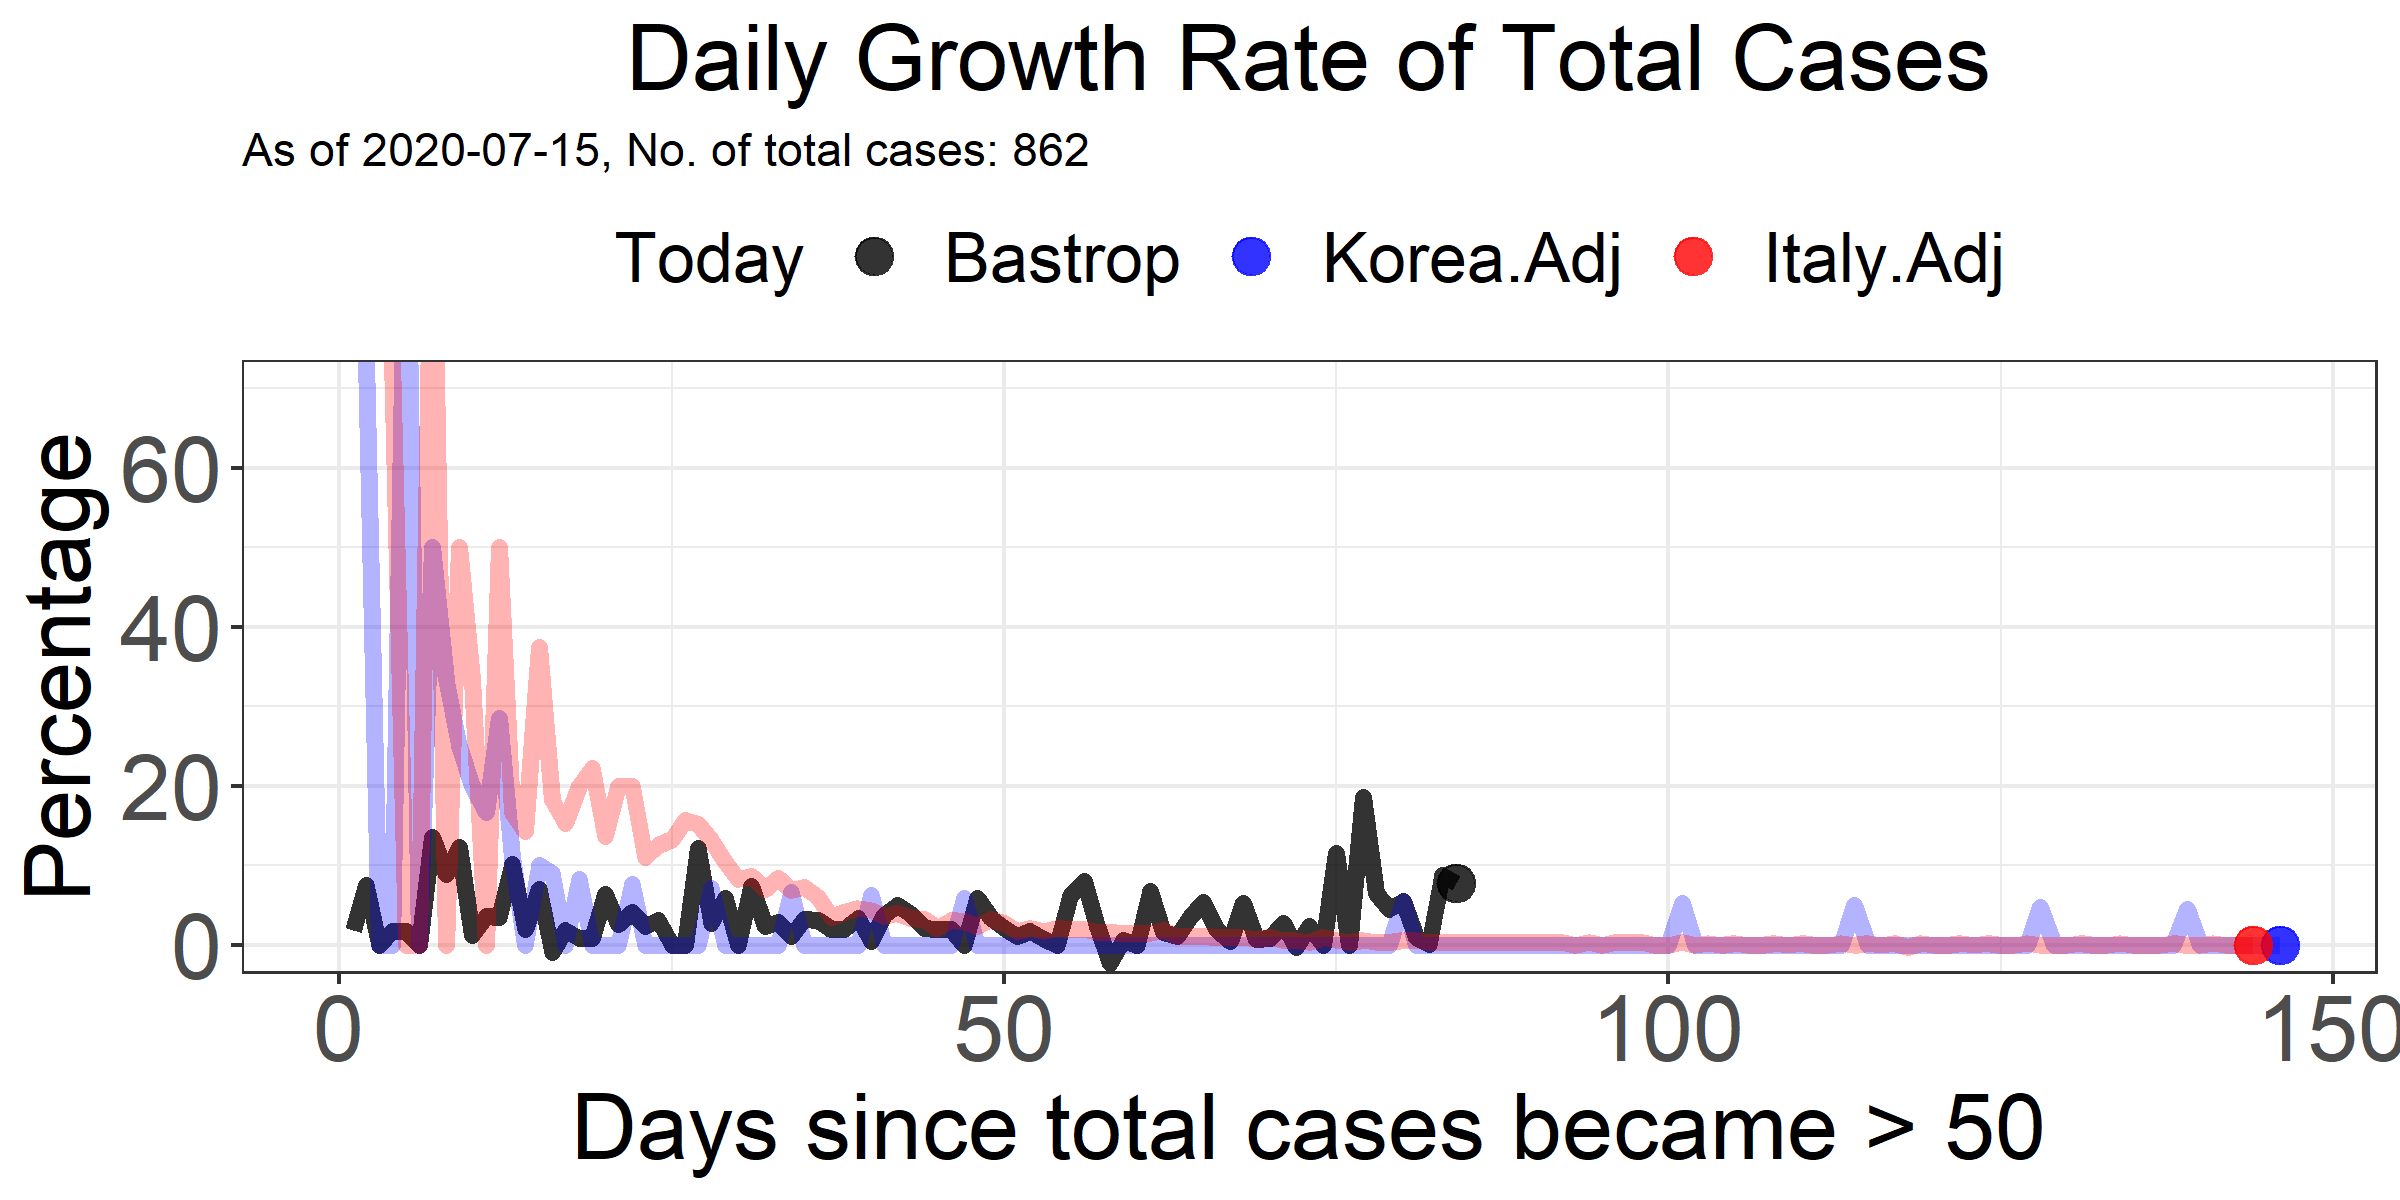 Daily Growth Rate of Total Cases
As of 2020-07-15, No. of total cases: 862
Today Bastrop Korea.Adj Italy.Adj
Percentage
60
40
20
0
0 50 100 150
Days since total cases became > 50